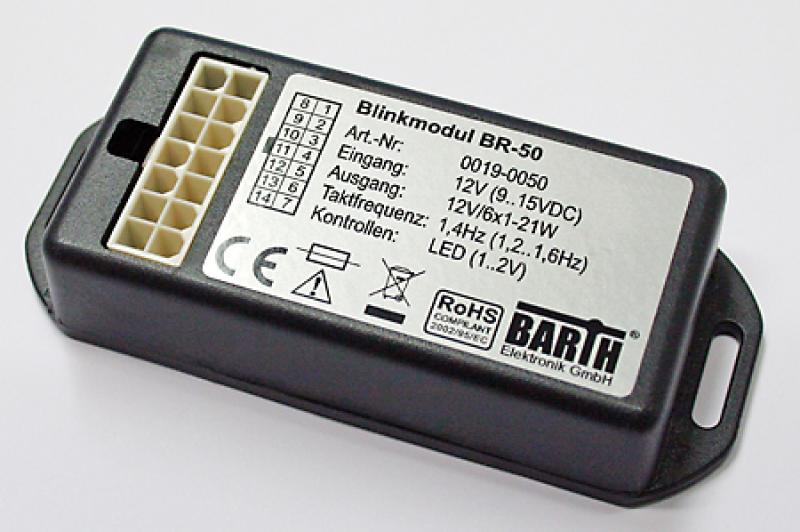 Blinkmodul BR-50
Art.-Nr: 0019-0050
Eingang: 12V (9..15VDC)
Ausgang: 12V/6x1-21W
Taktfrequenz: 1,4Hz (1,2..1,6Hz)
Kontrollen: LED (1..2V)
8 1
9 2
10 3
11 4
12 5
13 6
14 7
CE
RoHS
COMPLIANT
2002/95/EC
BARTH®
Elektronik GmbH